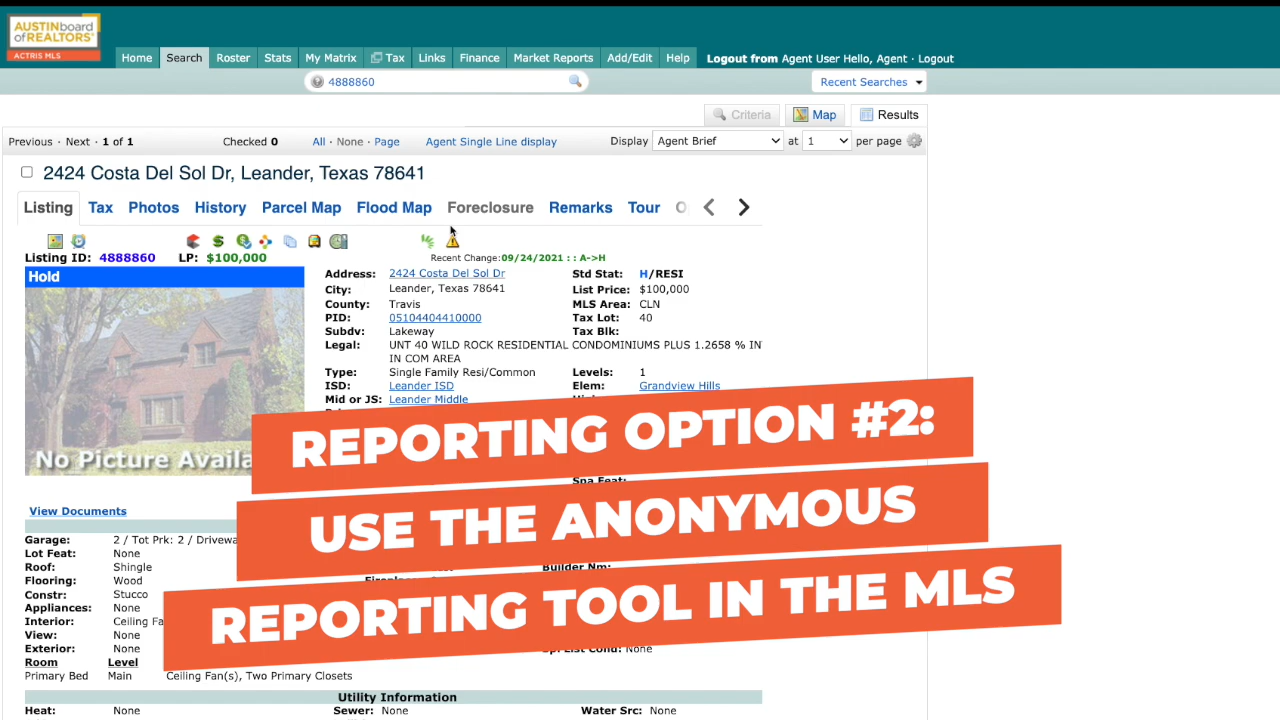 AUSTINboard
of REALTORS®
ACTRIS MLS
Home Search Roster Stats My Matrix Tax Links Finance Market Reports Add/Edit Help Logout from Agent User Hello, Agent · Logout
4888860
Recent Searches
Criteria Map Results
Previous · Next · 1 of 1 Checked 0 All · None · Page Agent Single Line display Display Agent Brief at 1 per page
2424 Costa Del Sol Dr, Leander, Texas 78641
Listing Tax Photos History Parcel Map Flood Map Foreclosure Remarks Tour
Listing ID: 4888860 LP: $100,000 Recent Change:09/24/2021 : : A->H
Hold
Address: 2424 Costa Del Sol Dr Std Stat: H/RESI
City: Leander, Texas 78641 List Price: $100,000
County: Travis MLS Area: CLN
PID: 05104404410000 Tax Lot: 40
Subdv: Lakeway Tax Blk:
Legal: UNT 40 WILD ROCK RESIDENTIAL CONDOMINIUMS PLUS 1.2658 % IN
IN COM AREA
Type: Single Family Resi/Common Levels: 1
ISD: Leander ISD Elem: Grandview Hills
Mid or JS: Leander Middle
REPORTING OPTION #2:
No Picture Availa
Spa Feat:
USE THE ANONYMOUS
View Documents
Garage: 2 / Tot Prk: 2 / Drivewa
Lot Feat: None
Roof: Shingle Builder Nm:
Flooring: Wood
REPORTING TOOL IN THE MLS
Constr: Stucco
Appliances: None
Interior: Ceiling Fa
View: None
Exterior: None List Cond: None
Room Level
Primary Bed Main Ceiling Fan(s), Two Primary Closets
Utility Information
Heat: None Sewer: None Water Src: None